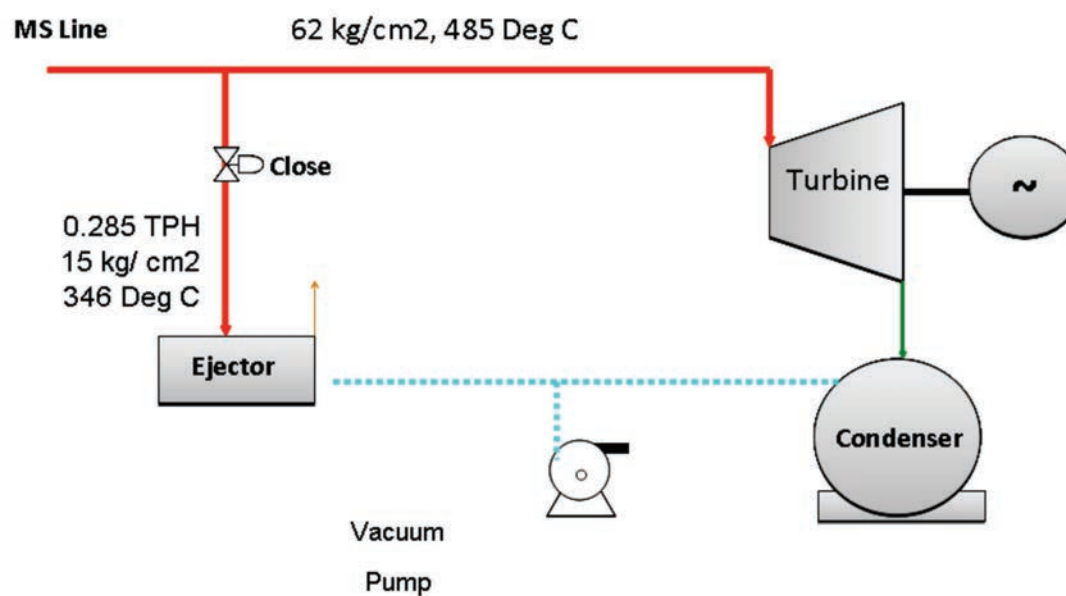 MS Line
62 kg/cm2, 485 Deg C
Close
Turbine
~
0.285 TPH
15 kg/ cm2
346 Deg C
Ejector
Condenser
Vacuum
Pump